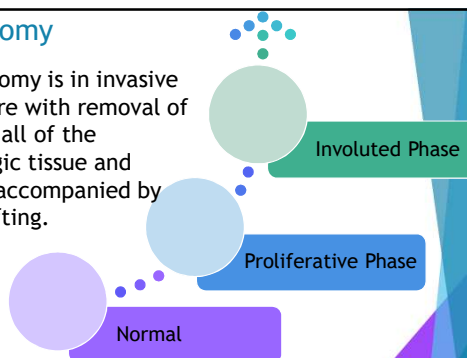 omy
omy is in invasive
re with removal of
all of the
gic tissue and
accompanied by
fting.
Involuted Phase
Proliferative Phase
Normal